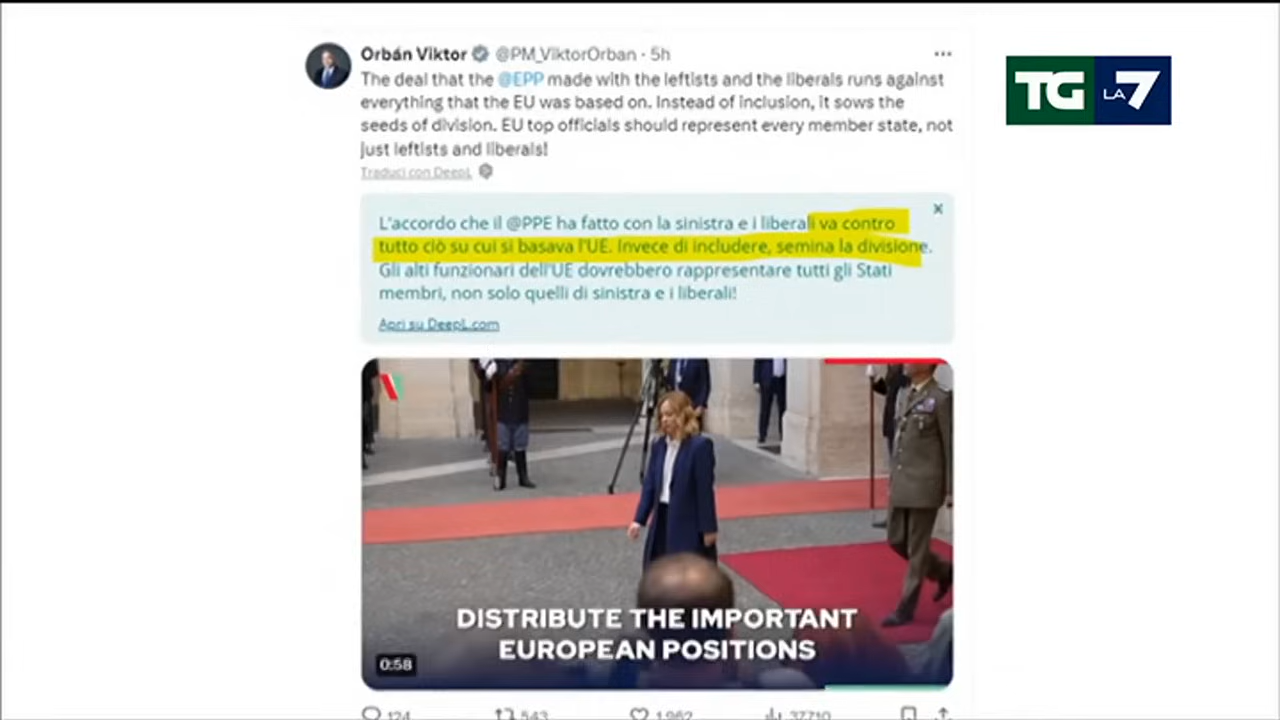 Orbán Viktor @PM_ViktorOrban · 5h
The deal that the @EPP made with the leftists and the liberals runs against
everything that the EU was based on. Instead of inclusion, it sows the
seeds of division. EU top officials should represent every member state, not
just leftists and liberals!
Traduci con DeepL
L'accordo che il @PPE ha fatto con la sinistra e i liberali va contro
tutto ciò su cui si basava l'UE. Invece di includere, semina la divisione.
Gli alti funzionari dell'UE dovrebbero rappresentare tutti gli Stati
membri, non solo quelli di sinistra e i liberali!
Apri su DeepL.com
DISTRIBUTE THE IMPORTANT
EUROPEAN POSITIONS
0:58
124 543 1.962 37710
TG LA 7